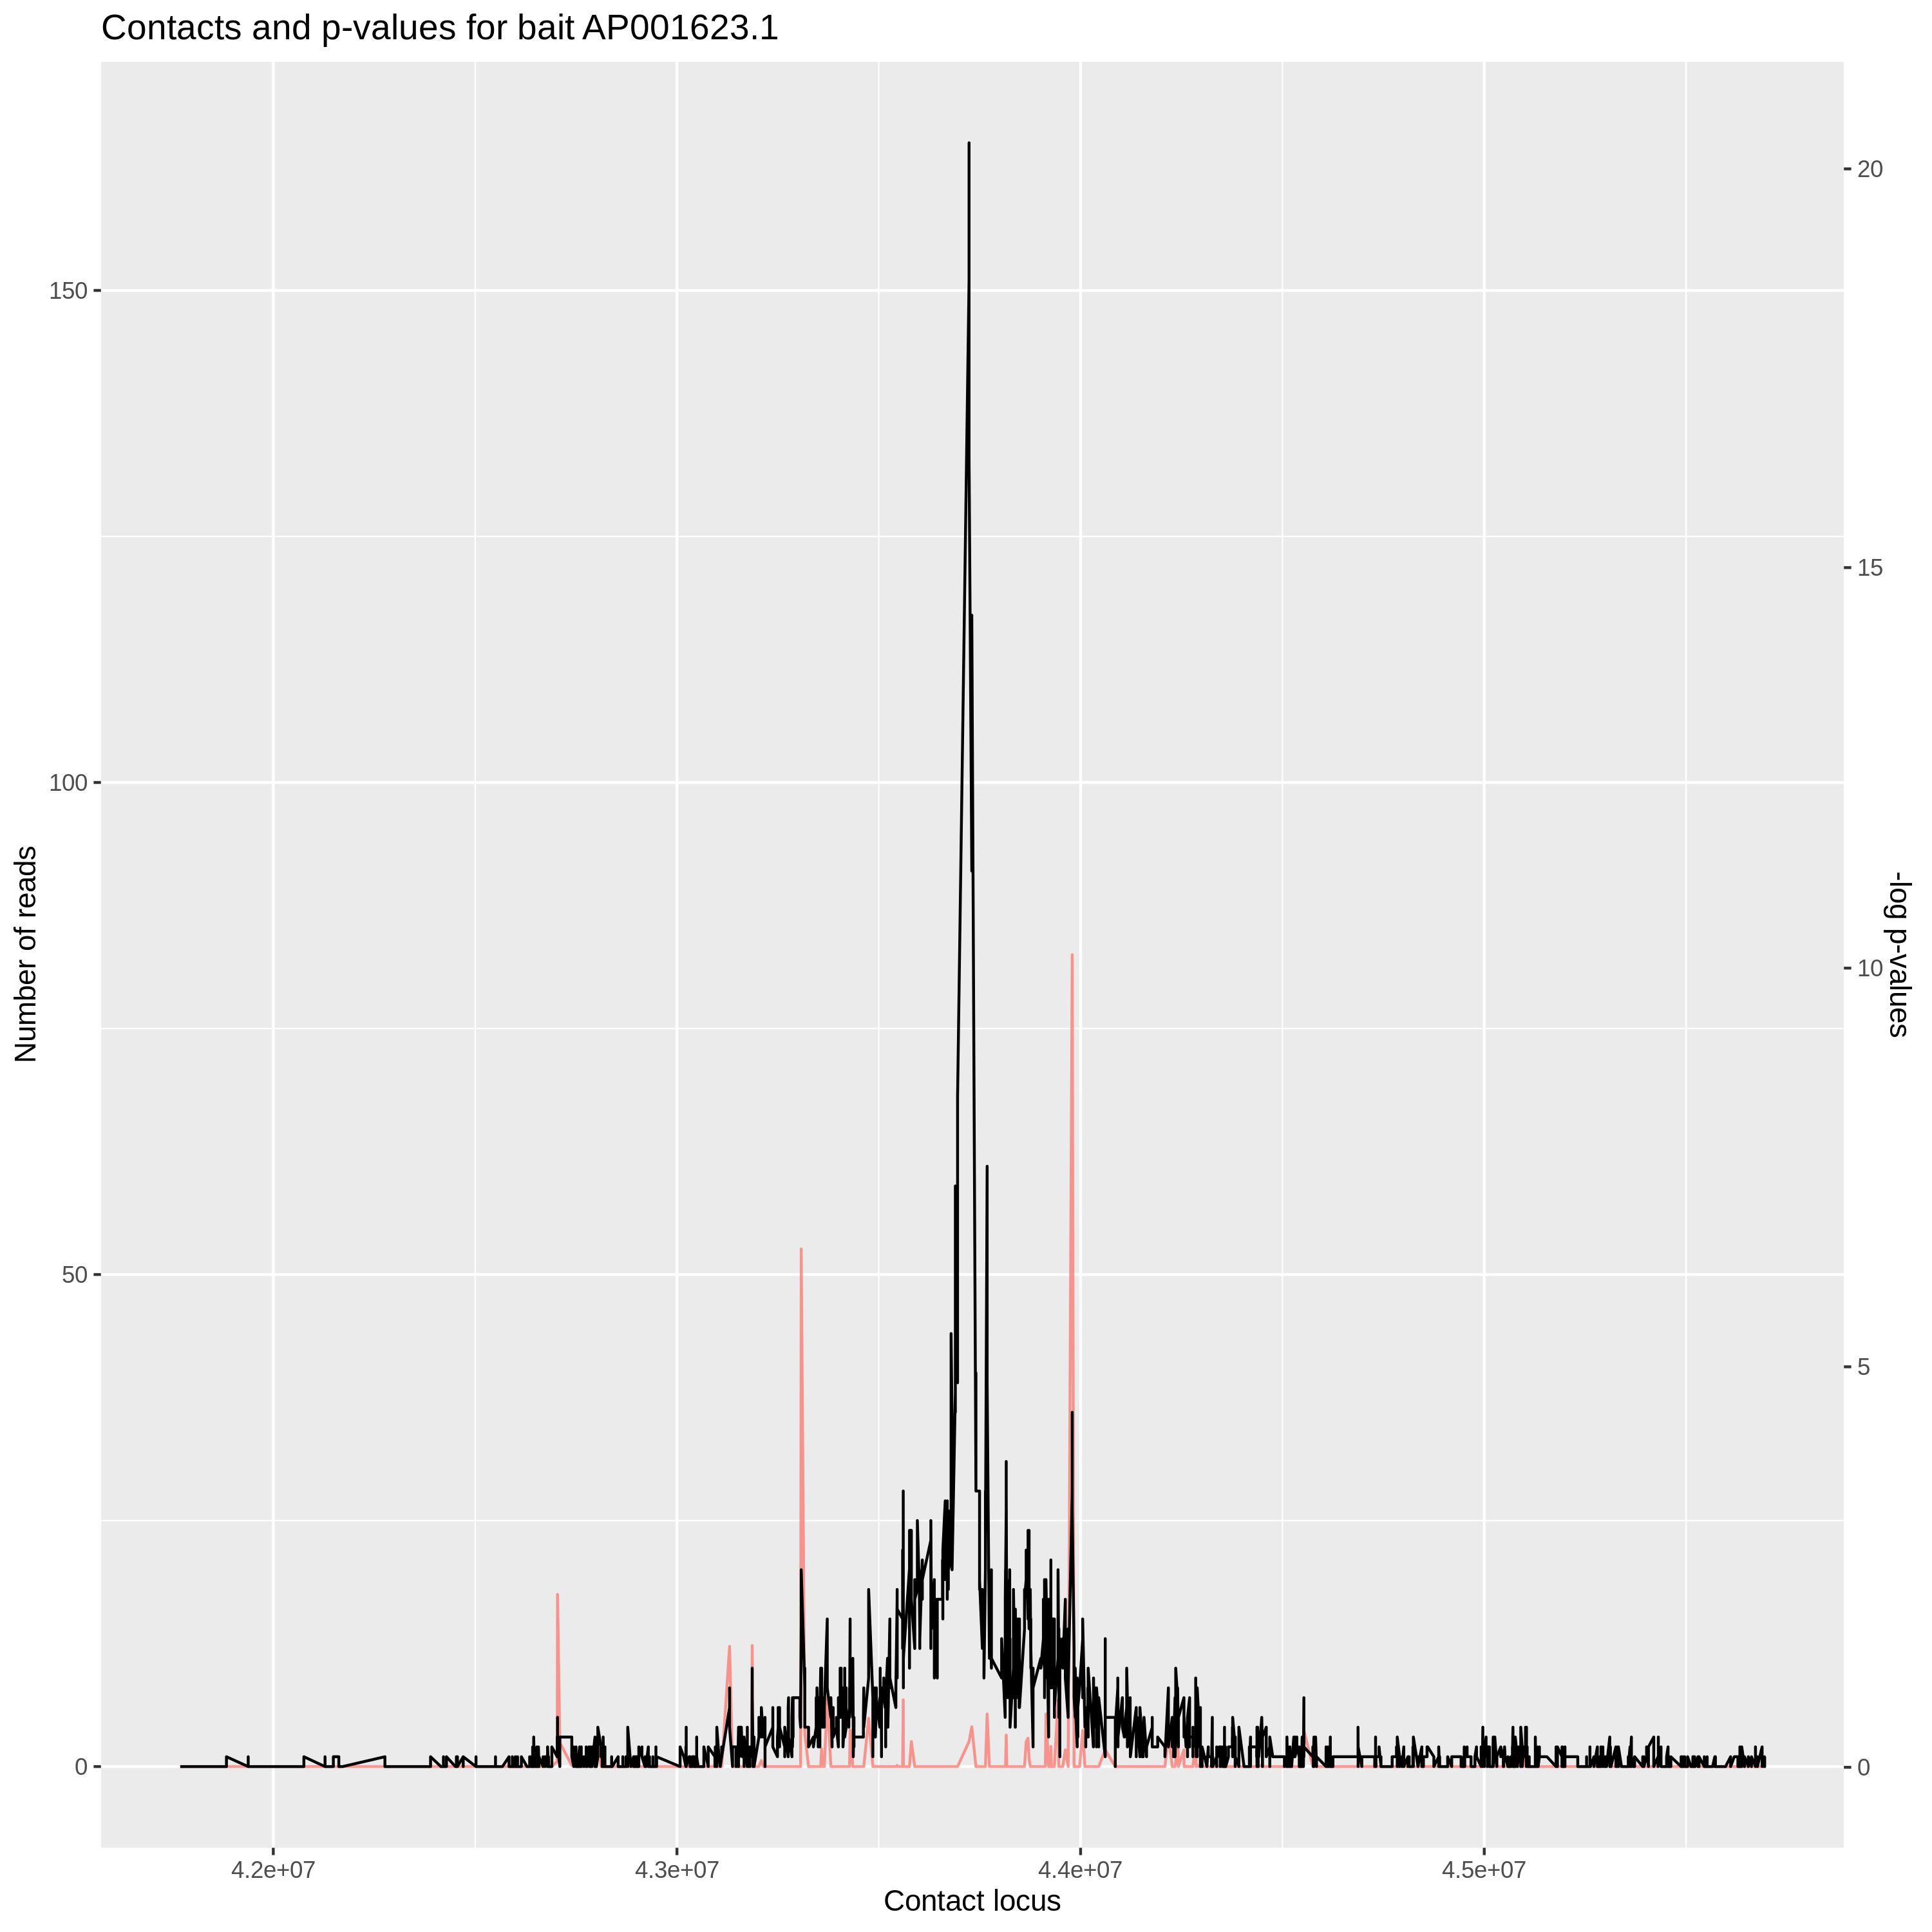 Contacts and p-values for bait AP001623.1
150
100
50
0
20
15
10
5
0
Number of reads
-log p-values
4.2e+07
4.3e+07
4.4e+07
4.5e+07
Contact locus